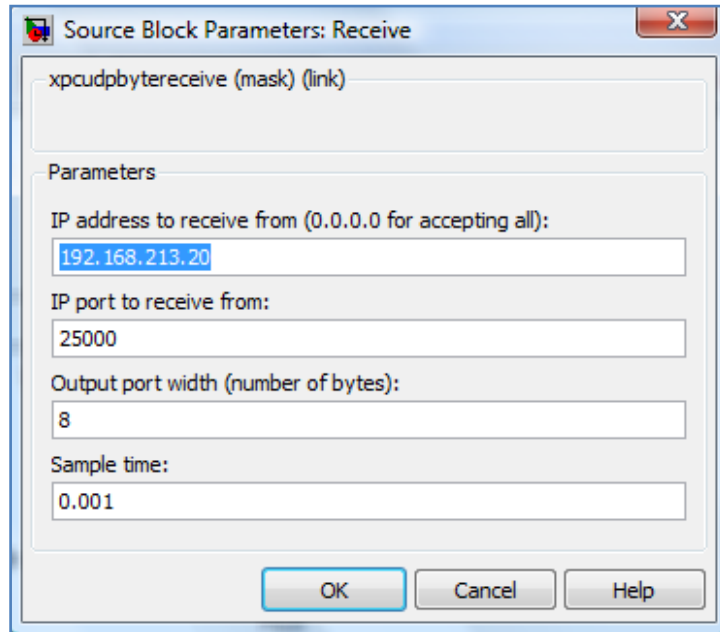 Source Block Parameters: Receive
xpcudpbytereceive (mask) (link)
Parameters
IP address to receive from (0.0.0.0 for accepting all):
192.168.213.20
IP port to receive from:
25000
Output port width (number of bytes):
8
Sample time:
0.001
OK Cancel Help